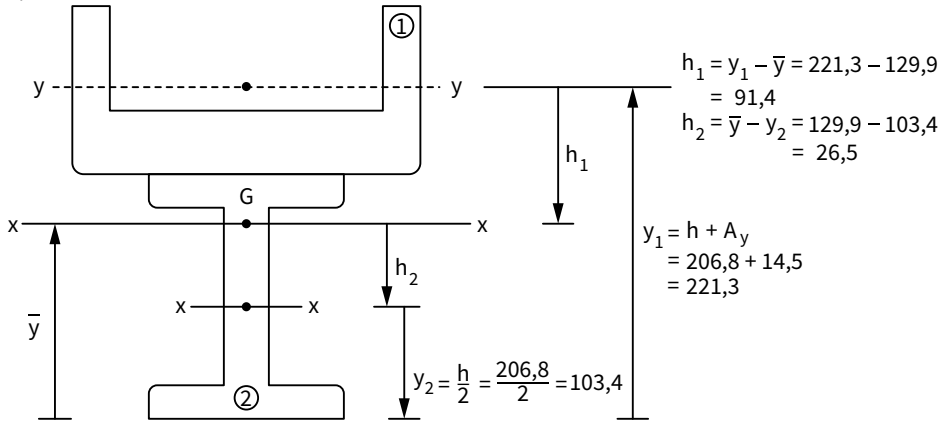 ①
y y
h₁ = y₁ – y̅ = 221,3 – 129,9
= 91,4
h₂ = y̅ – y₂ = 129,9 – 103,4
= 26,5
h₁
G
x x
y₁ = h + A_y
= 206,8 + 14,5
= 221,3
h₂
x x
y̅
y₂ = h/2 = 206,8/2 = 103,4
②